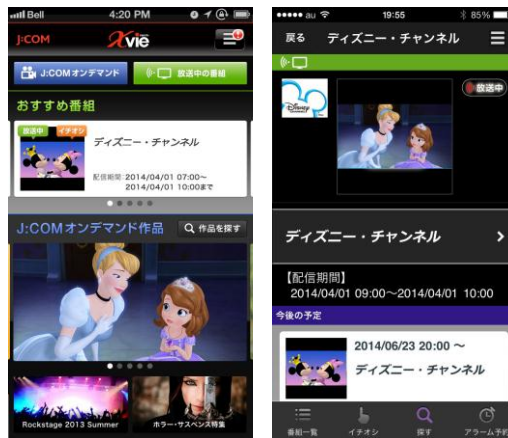 Bell
4:20 PM
J:COM
Xvie
J:COMオンデマンド
放送中の番組
おすすめ番組
放送中
イチオシ
ディズニー・チャンネル
配信期間:2014/04/01 07:00~
2014/04/01 10:00まで
J:COMオンデマンド作品
作品を探す
Rockstage 2013 Summer
ホラー・サスペンス特集
au
19:55
85%
戻る
ディズニー・チャンネル
Disney
放送中
ディズニー・チャンネル
【配信期間】
2014/04/01 09:00~2014/04/01 10:00
今後の予定
2014/06/23 20:00 ~
ディズニー・チャンネル
番組一覧
イチオシ
探す
アラーム予約